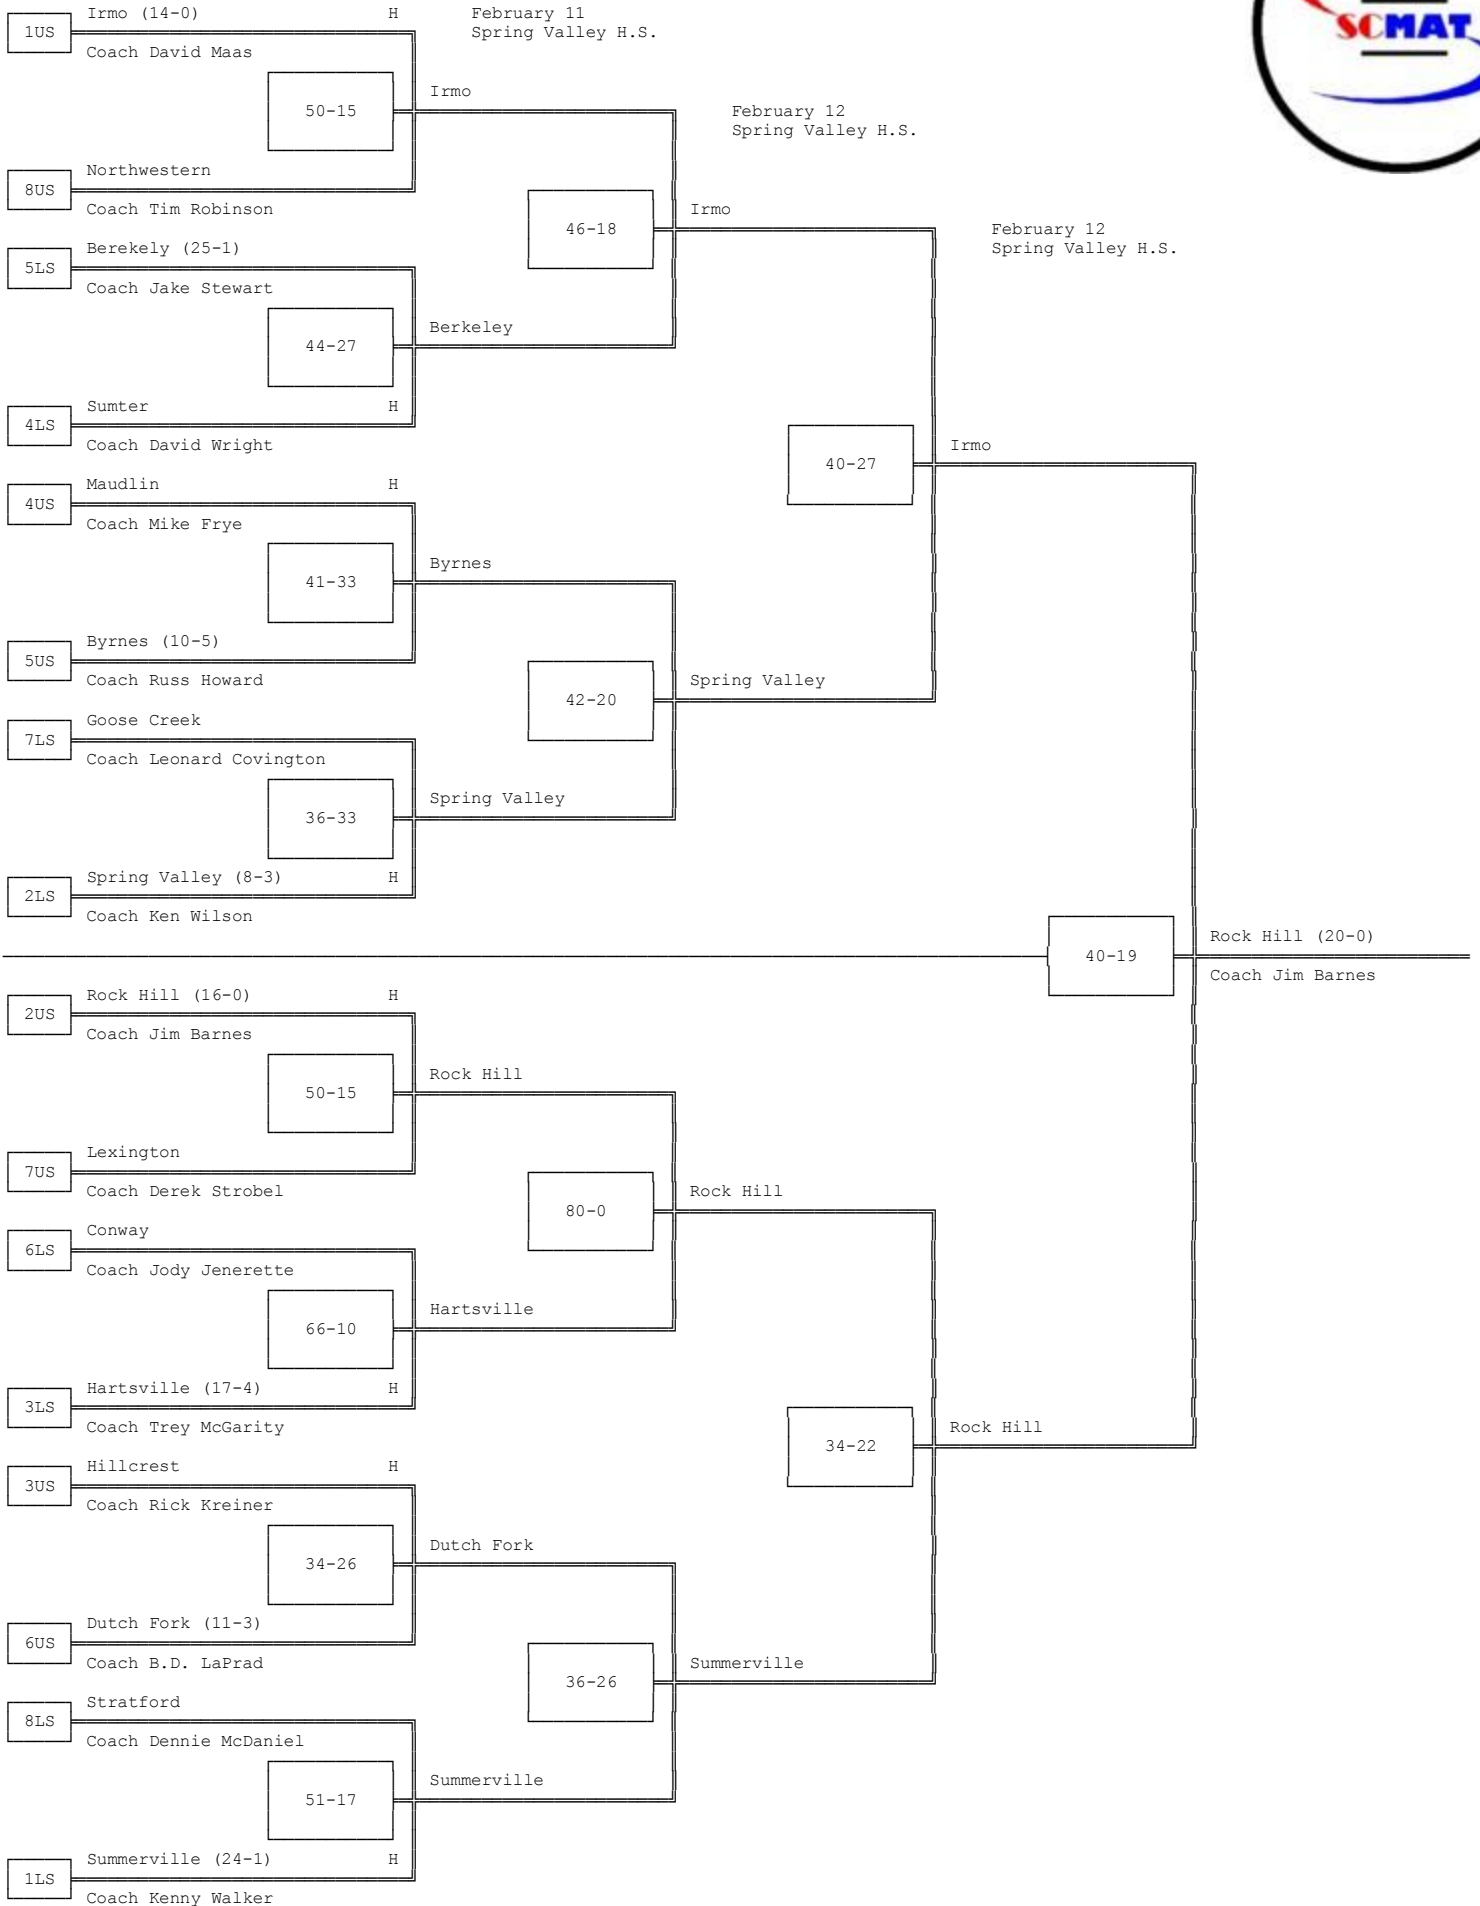 Irmo (14-0) H
1US
Coach David Maas
February 11
Spring Valley H.S.
SCMAT
50-15
Irmo
February 12
Spring Valley H.S.
Northwestern
8US
Coach Tim Robinson
46-18
Irmo
February 12
Spring Valley H.S.
Berekely (25-1)
5LS
Coach Jake Stewart
44-27
Berkeley
Sumter H
4LS
Coach David Wright
40-27
Irmo
Maudlin H
4US
Coach Mike Frye
41-33
Byrnes
Byrnes (10-5)
5US
Coach Russ Howard
42-20
Spring Valley
Goose Creek
7LS
Coach Leonard Covington
36-33
Spring Valley
Spring Valley (8-3) H
2LS
Coach Ken Wilson
40-19
Rock Hill (20-0)
Coach Jim Barnes
Rock Hill (16-0) H
2US
Coach Jim Barnes
50-15
Rock Hill
Lexington
7US
Coach Derek Strobel
80-0
Rock Hill
Conway
6LS
Coach Jody Jenerette
66-10
Hartsville
Hartsville (17-4) H
3LS
Coach Trey McGarity
34-22
Rock Hill
Hillcrest H
3US
Coach Rick Kreiner
34-26
Dutch Fork
Dutch Fork (11-3)
6US
Coach B.D. LaPrad
36-26
Summerville
Stratford
8LS
Coach Dennie McDaniel
51-17
Summerville
Summerville (24-1) H
1LS
Coach Kenny Walker